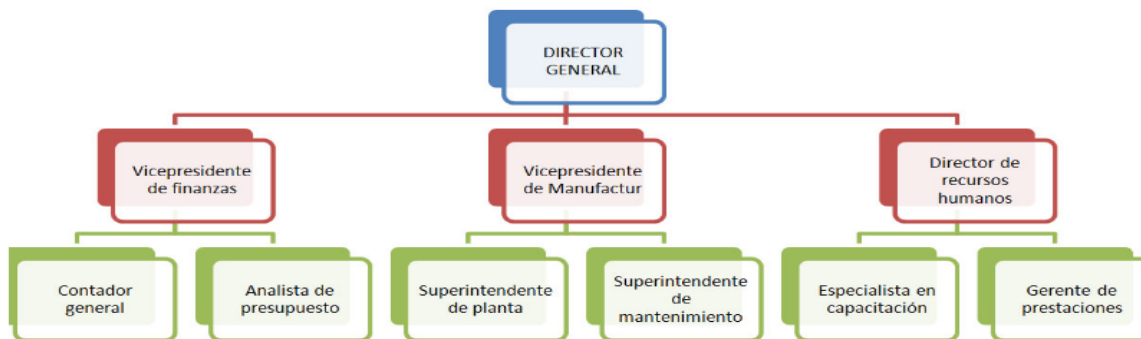 DIRECTOR
GENERAL
Vicepresidente
de finanzas
Vicepresidente
de Manufactur
Director de
recursos
humanos
Contador
general
Analista de
presupuesto
Superintendente
de planta
Superintendente
de
mantenimiento
Especialista en
capacitación
Gerente de
prestaciones